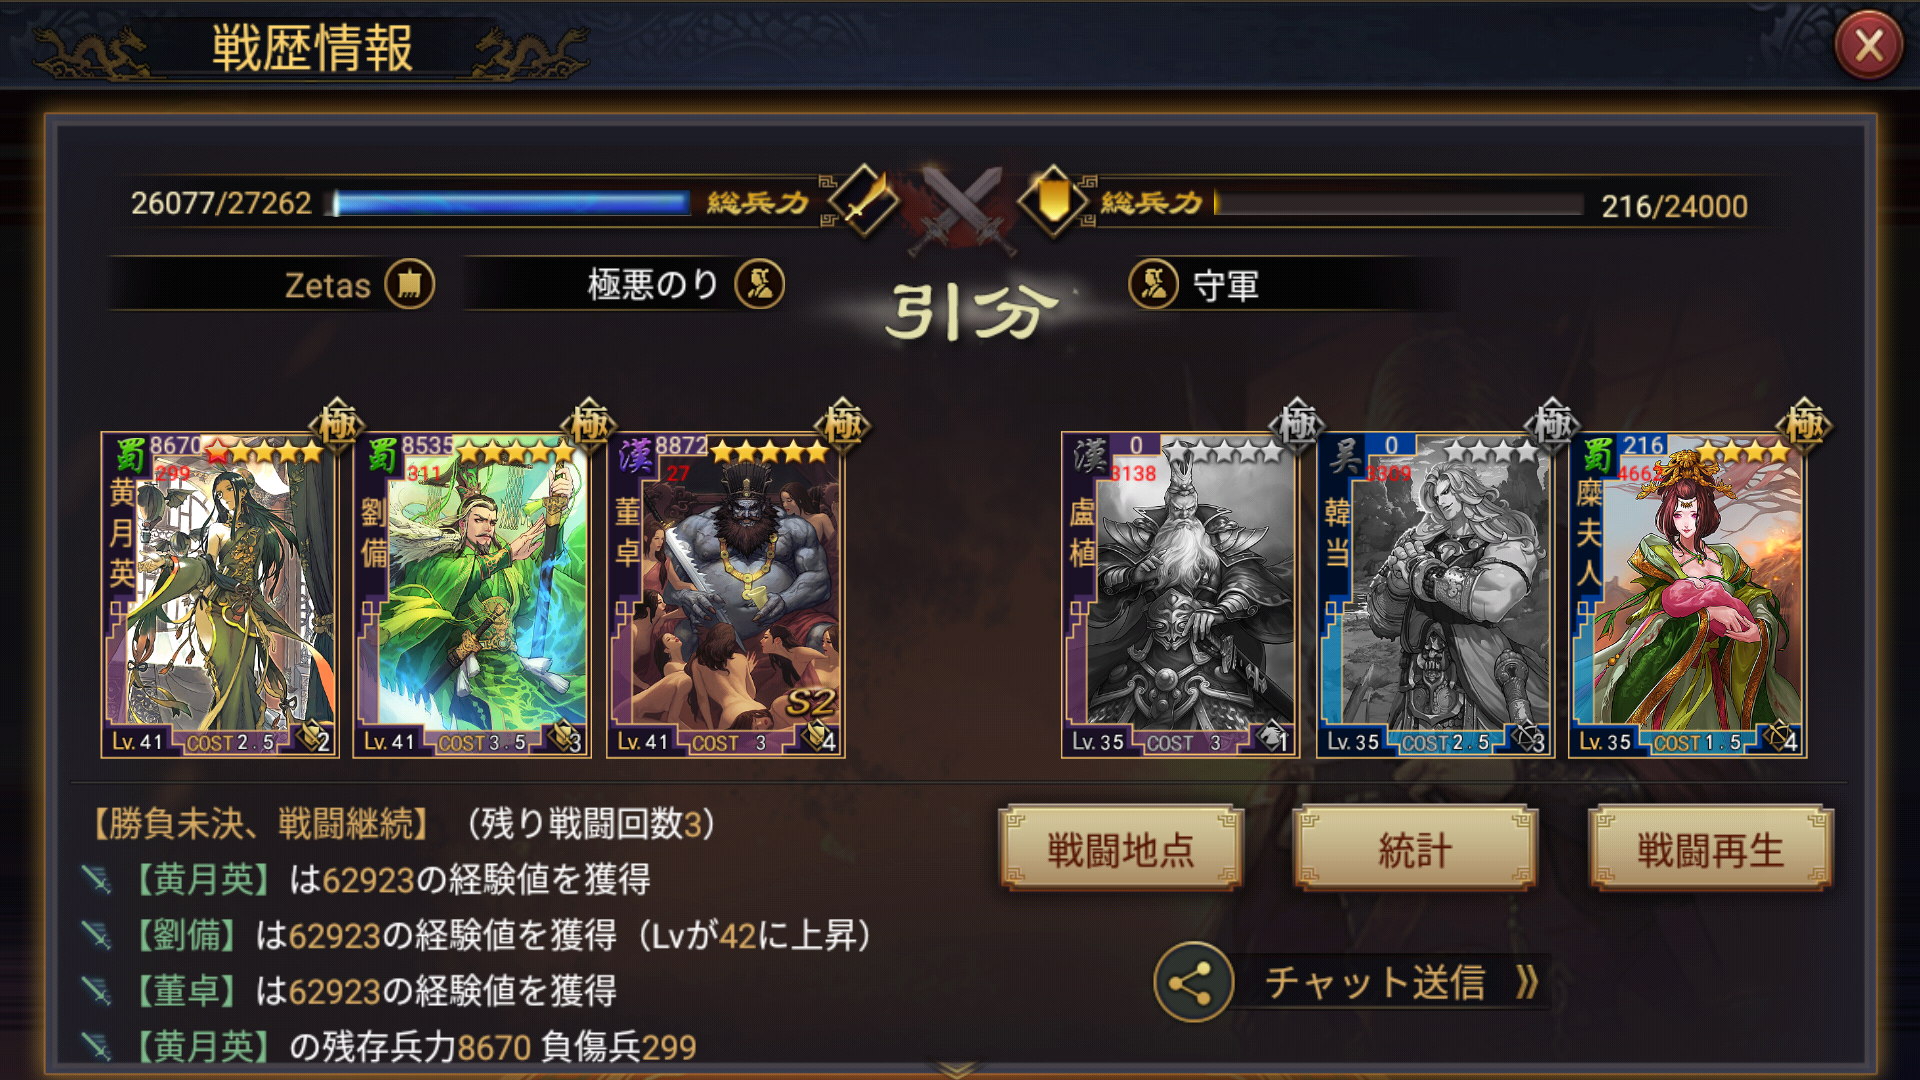 戦歴情報
26077/27262 総兵力 総兵力 216/24000
Zetas 極悪のり 引分 守軍
極 極 極 極 極 極
蜀 8670 299 黄月英 Lv.41 COST 2.5 2
蜀 8535 311 劉備 Lv.41 COST 3.5 3
漢 8872 27 董卓 S2 Lv.41 COST 3 4
漢 0 3138 盧植 Lv.35 COST 3 1
呉 0 3309 韓当 Lv.35 COST 2.5 3
蜀 216 4662 糜夫人 Lv.35 COST 1.5 4
【勝負未決、戦闘継続】（残り戦闘回数3）
【黄月英】は62923の経験値を獲得
【劉備】は62923の経験値を獲得（Lvが42に上昇）
【董卓】は62923の経験値を獲得
【黄月英】の残存兵力8670 負傷兵299
戦闘地点 統計 戦闘再生
チャット送信 》